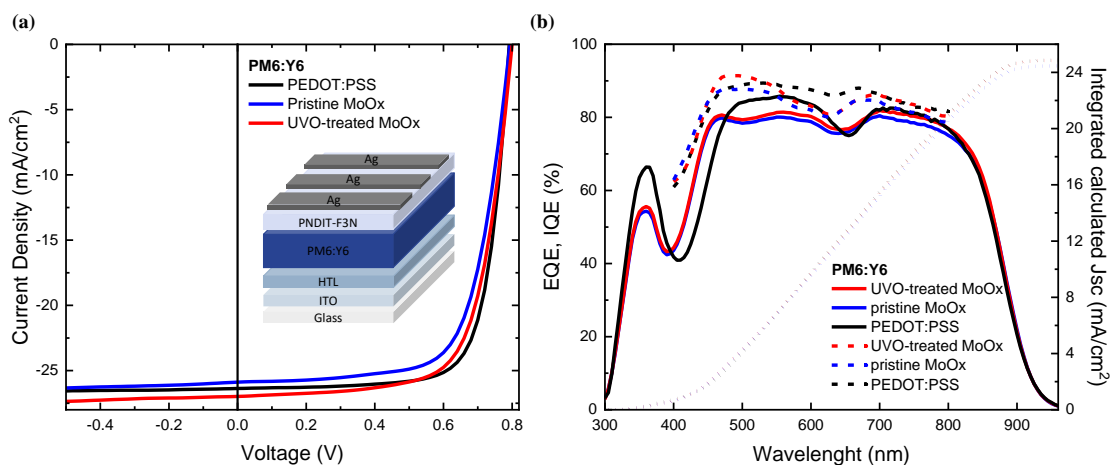 (a)
0
-5
-10
-15
-20
-25
Current Density (mA/cm²)
-0.4
-0.2
0.0
0.2
0.4
0.6
0.8
Voltage (V)
PM6:Y6
PEDOT:PSS
Pristine MoOx
UVO-treated MoOx
Ag
Ag
Ag
PNDIT-F3N
PM6:Y6
HTL
ITO
Glass
(b)
100
80
60
40
20
0
EQE, IQE (%)
300
400
500
600
700
800
900
Wavelenght (nm)
PM6:Y6
UVO-treated MoOx
pristine MoOx
PEDOT:PSS
UVO-treated MoOx
pristine MoOx
PEDOT:PSS
24
20
16
12
8
4
0
Integrated calculated Jsc (mA/cm²)